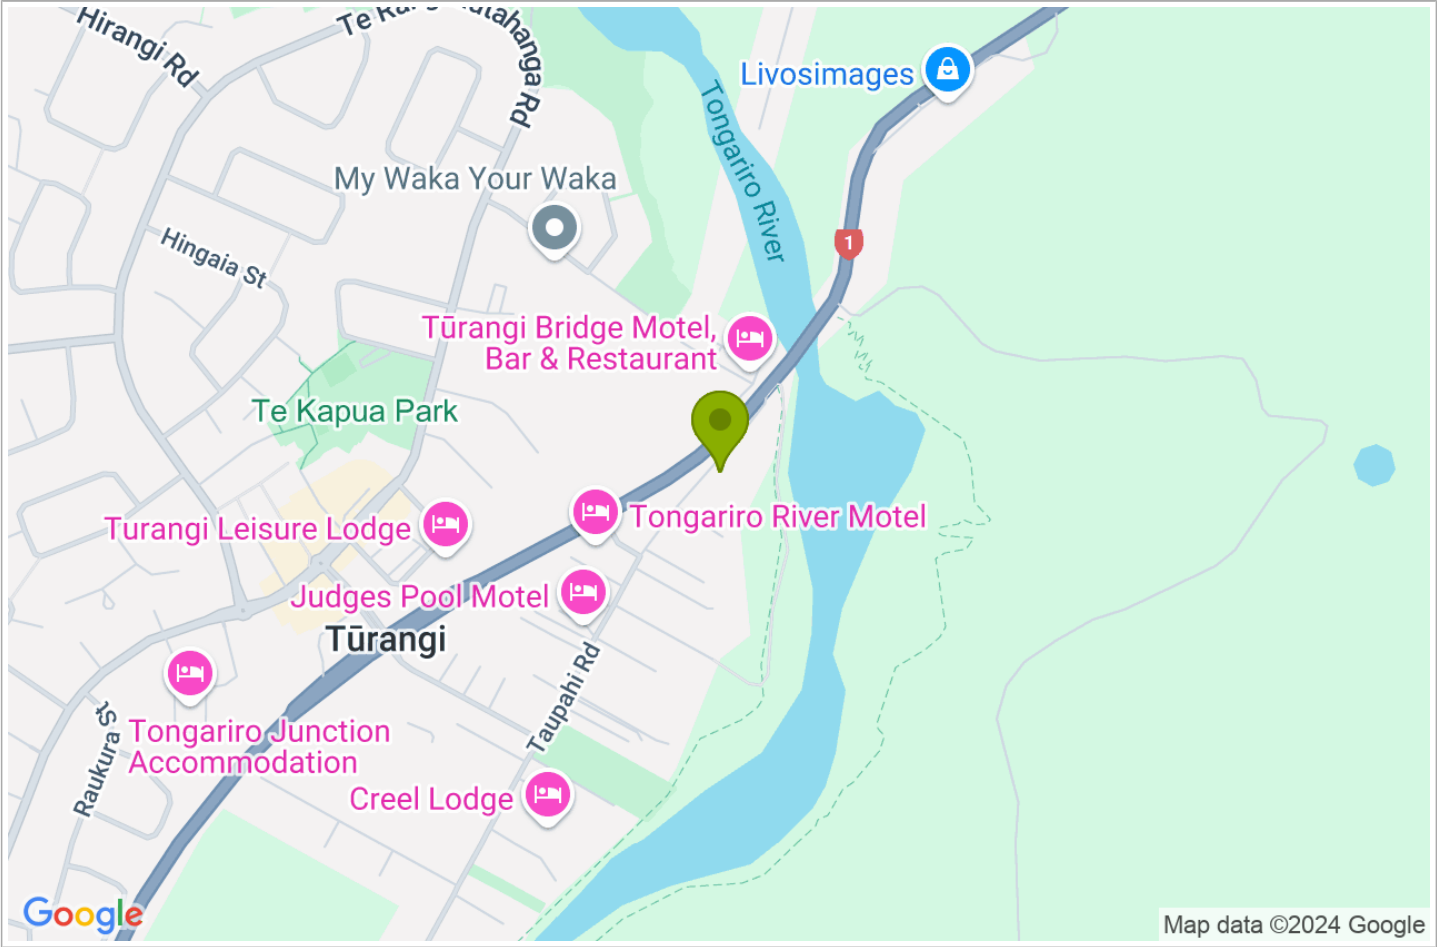 Hirangi Rd
Te Rangi
utahanga Rd
Livosimages
Tongariro River
My Waka Your Waka
1
Hingaia St
Tūrangi Bridge Motel,
Bar & Restaurant
Te Kapua Park
Turangi Leisure Lodge
Tongariro River Motel
Judges Pool Motel
Tūrangi
Taupahi Rd
Raukura St
Tongariro Junction
Accommodation
Creel Lodge
Google
Map data ©2024 Google